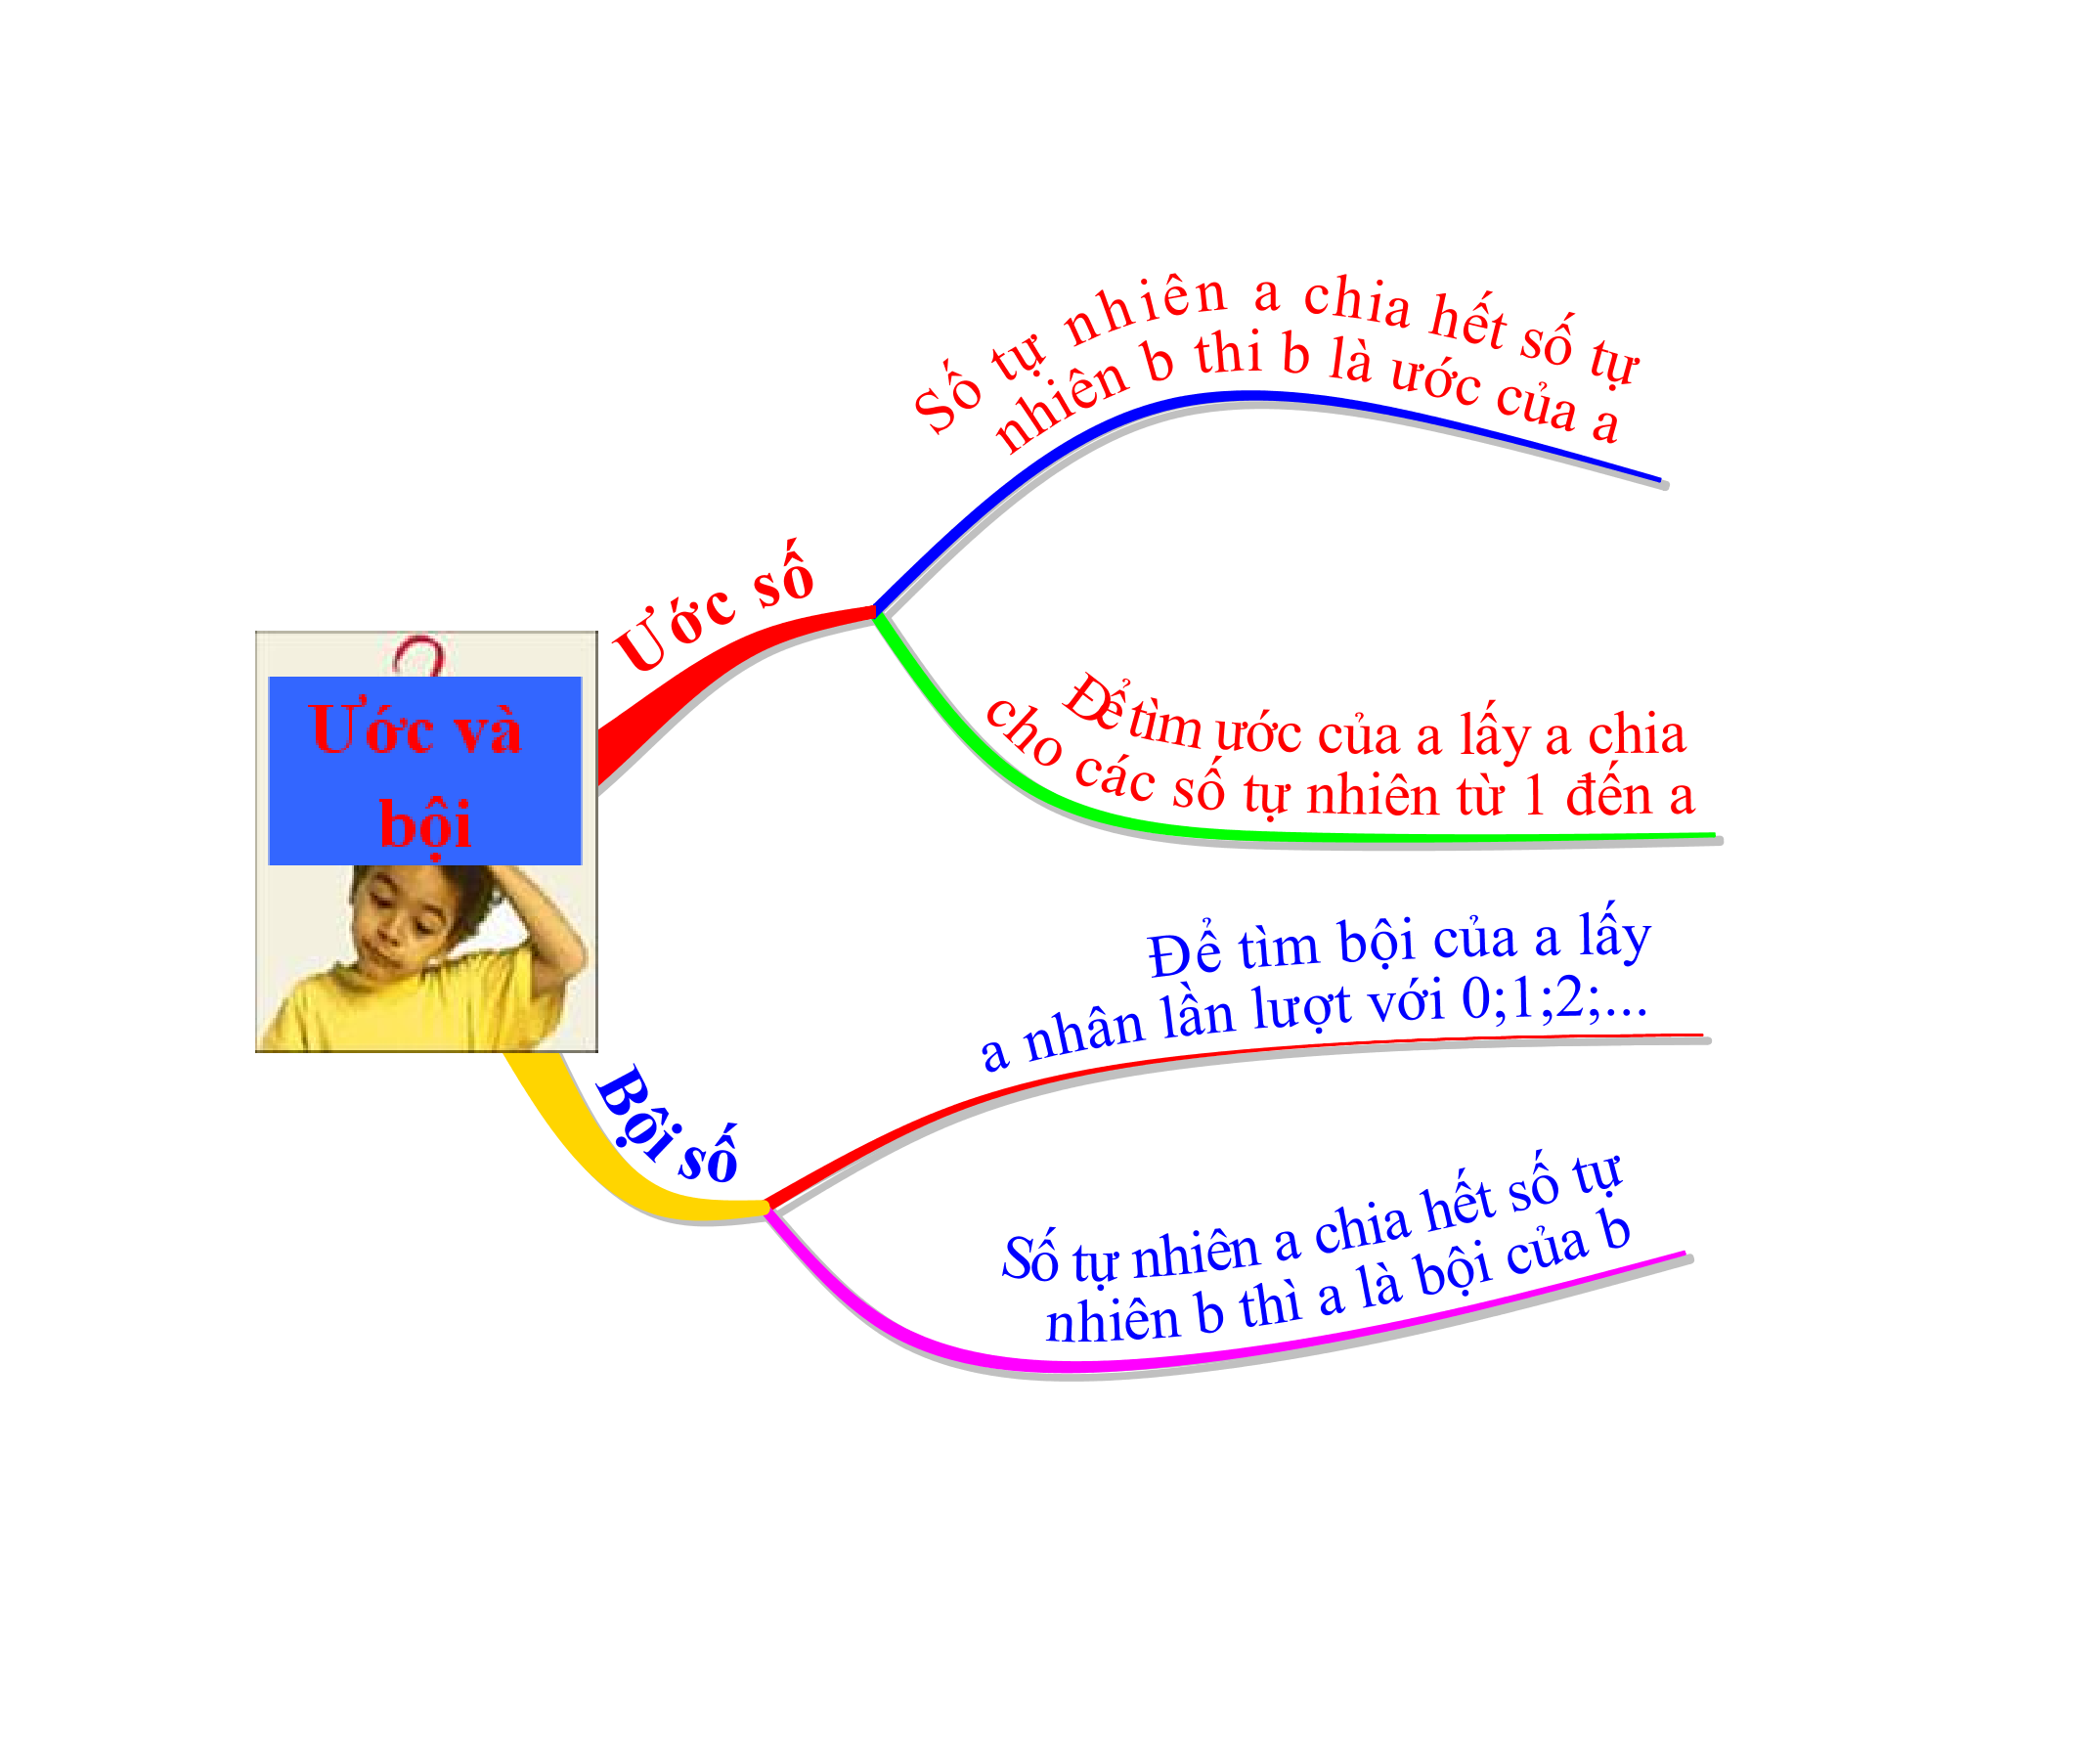 Ước và
bội
Ước số
Số tự nhiên a chia hết số tự
nhiên b thi b là ước của a
Để tìm ước của a lấy a chia
cho các số tự nhiên từ 1 đến a
Bội số
Để tìm bội của a lấy
a nhân lần lượt với 0;1;2;...
Số tự nhiên a chia hết số tự
nhiên b thì a là bội của b